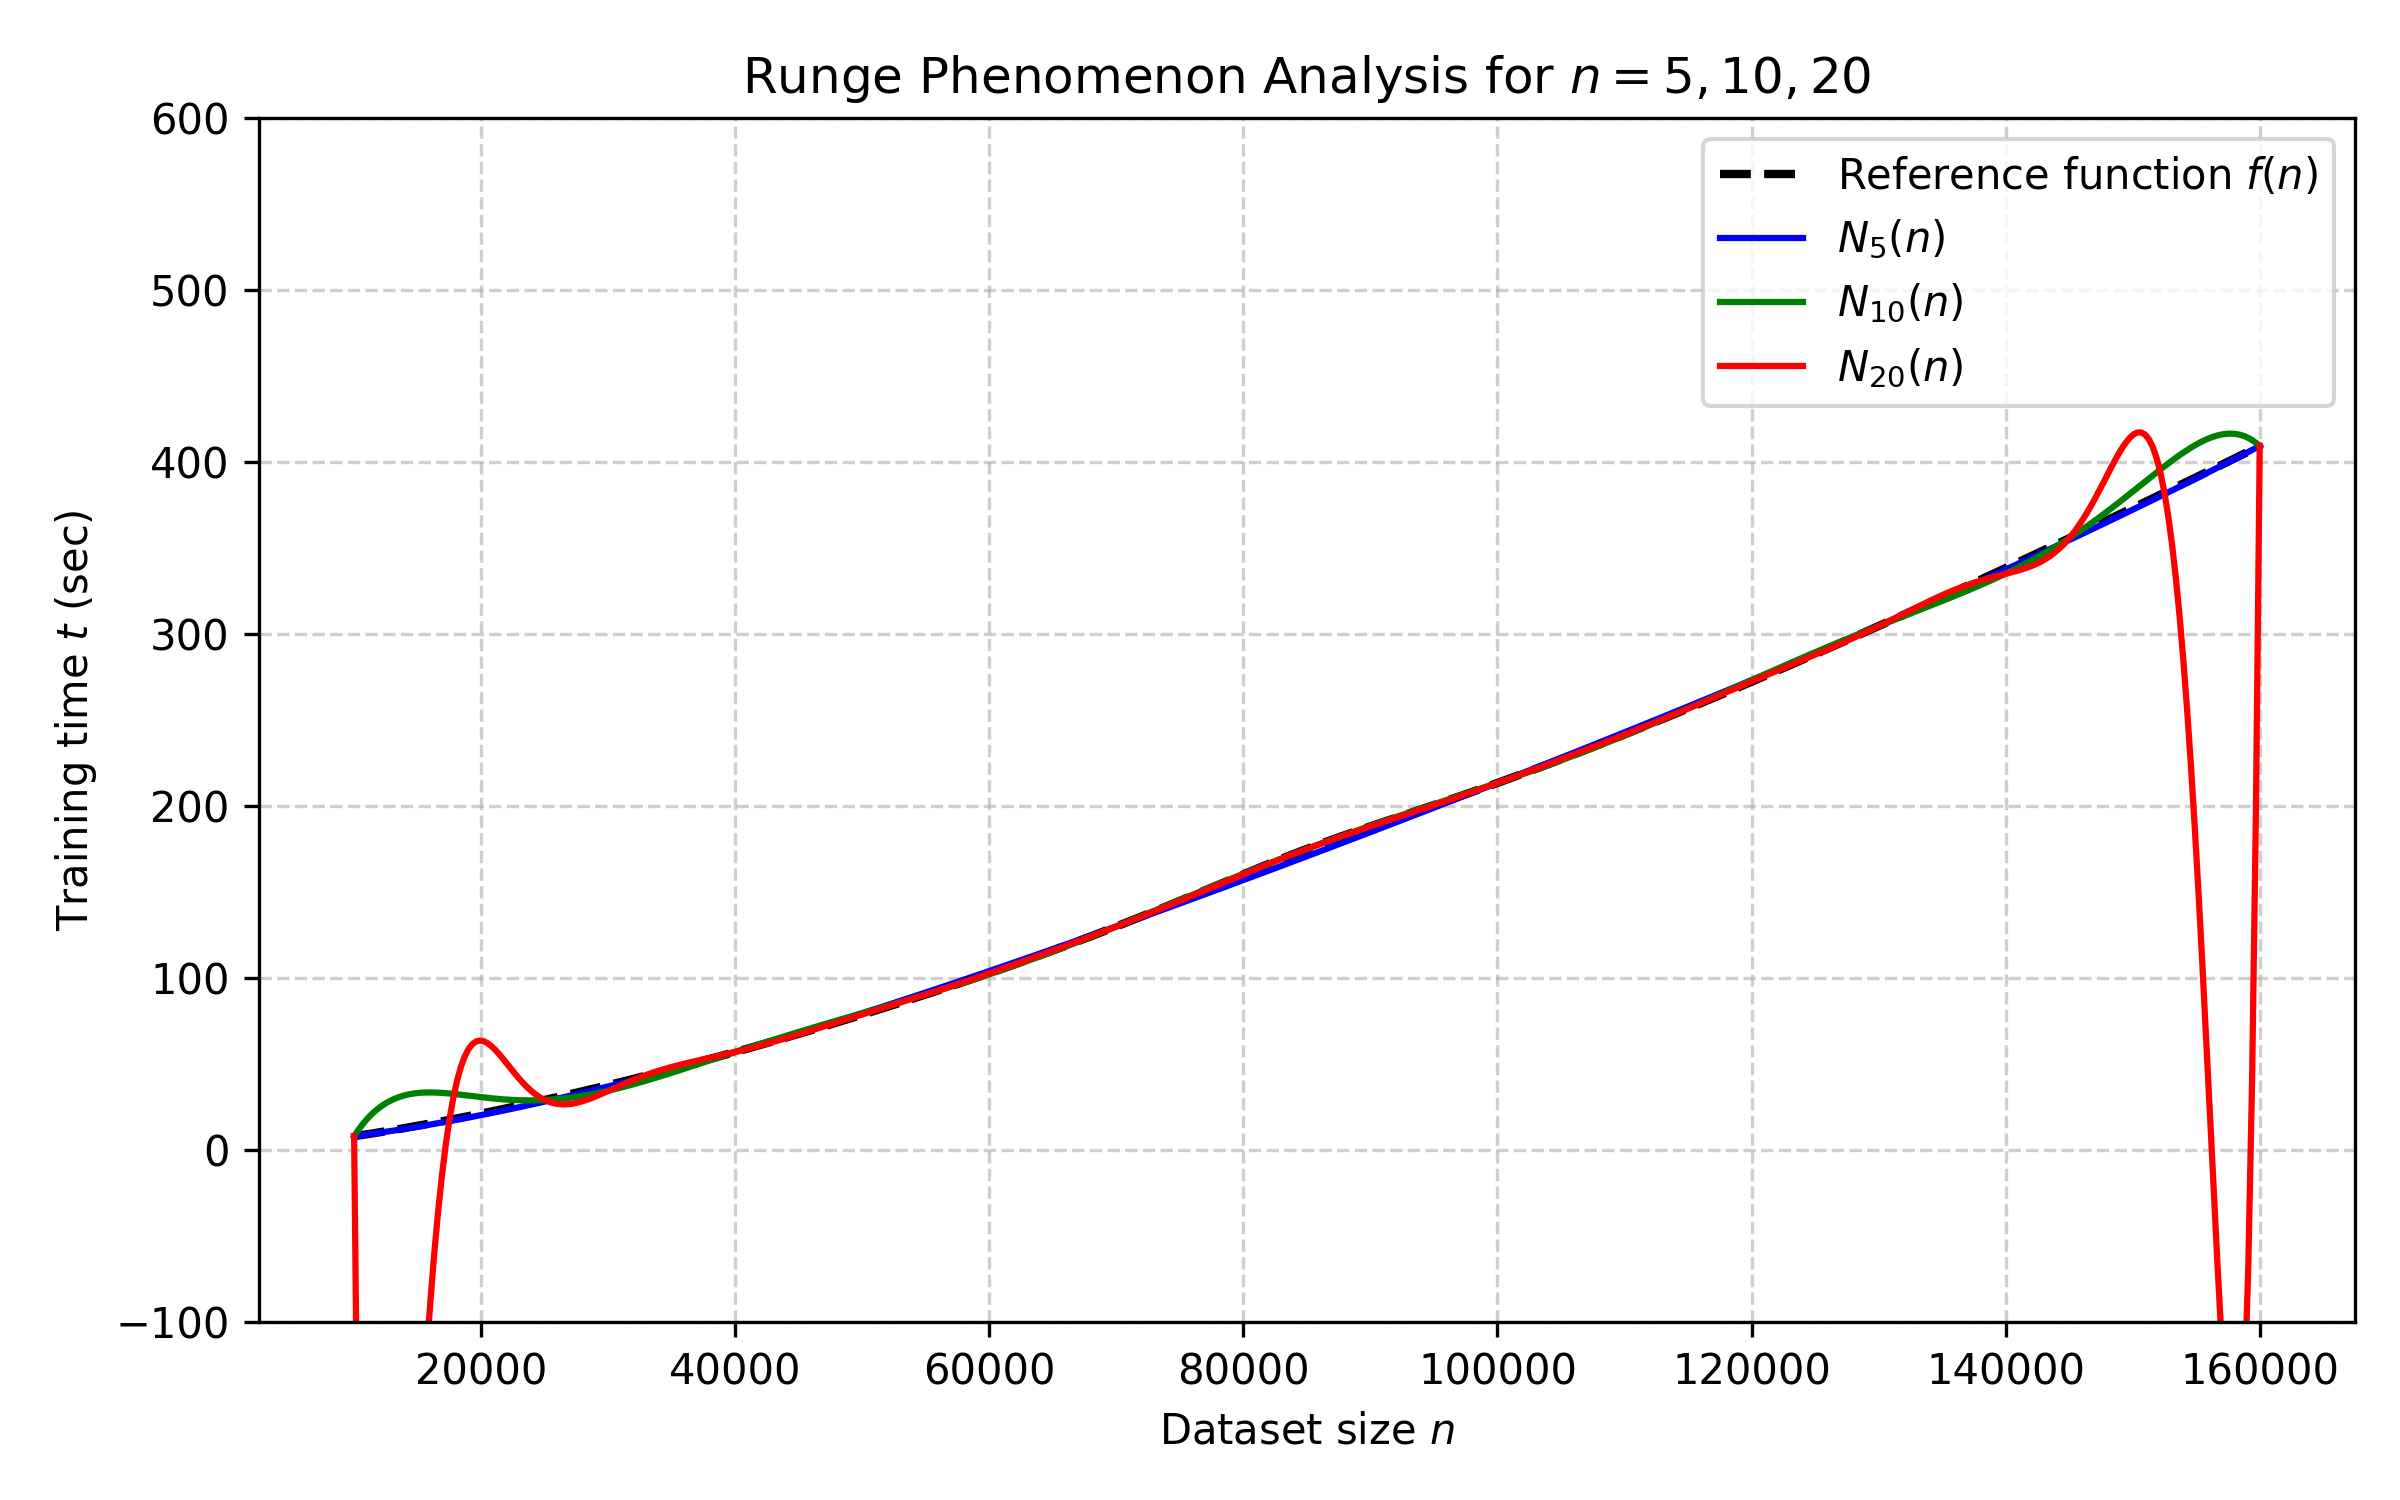 Runge Phenomenon Analysis for n = 5, 10, 20
600
500
400
300
200
100
0
−100
Training time t (sec)
Reference function f(n)
N₅(n)
N₁₀(n)
N₂₀(n)
20000 40000 60000 80000 100000 120000 140000 160000
Dataset size n